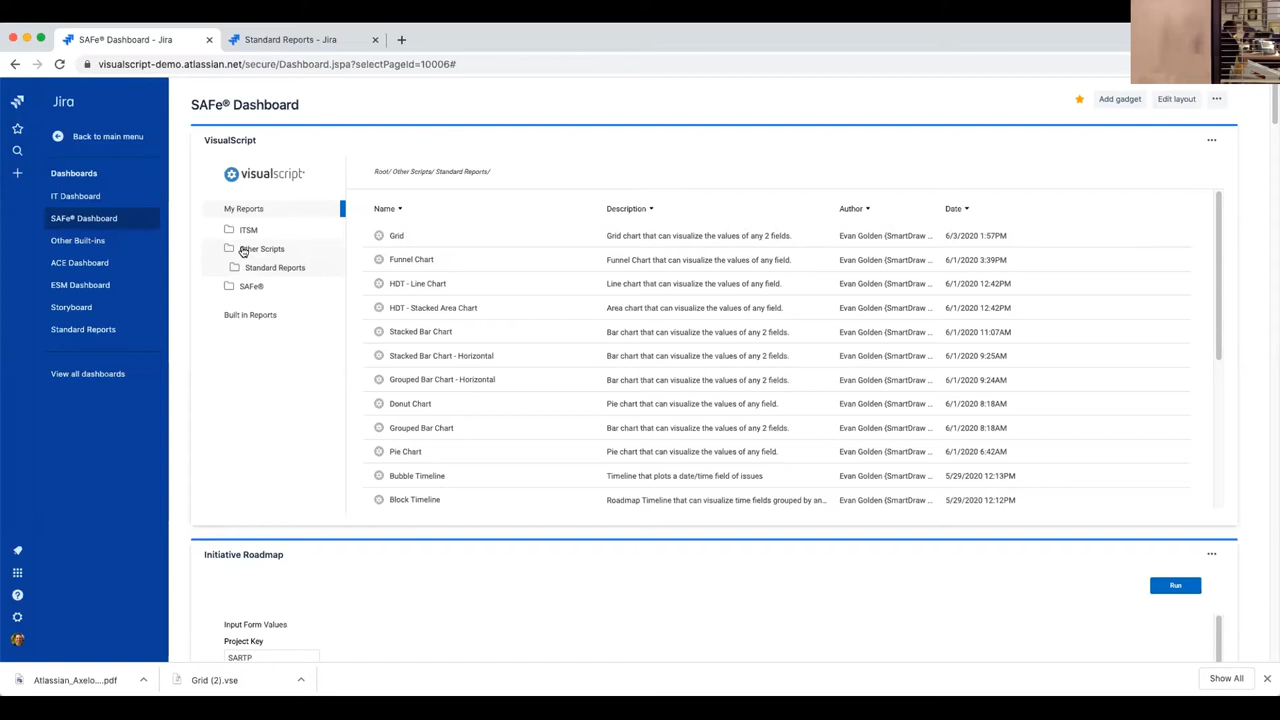 SAFe® Dashboard - Jira
Standard Reports - Jira
visualscript-demo.atlassian.net/secure/Dashboard.jspa?selectPageId=10006#
Jira
Back to main menu
Dashboards
IT Dashboard
SAFe® Dashboard
Other Built-ins
ACE Dashboard
ESM Dashboard
Storyboard
Standard Reports
View all dashboards
SAFe® Dashboard
Add gadget
Edit layout
VisualScript
visualscript
My Reports
ITSM
Other Scripts
Standard Reports
SAFe®
Built in Reports
Root/ Other Scripts/ Standard Reports/
Name Description Author Date
Grid Grid chart that can visualize the values of any 2 fields. Evan Golden {SmartDraw ... 6/3/2020 1:57PM
Funnel Chart Funnel Chart that can visualize the values of any 2 fields. Evan Golden {SmartDraw ... 6/1/2020 3:39PM
HDT - Line Chart Line chart that can visualize the values of any 2 fields. Evan Golden {SmartDraw ... 6/1/2020 12:42PM
HDT - Stacked Area Chart Area chart that can visualize the values of any 2 fields. Evan Golden {SmartDraw ... 6/1/2020 12:42PM
Stacked Bar Chart Bar chart that can visualize the values of any 2 fields. Evan Golden {SmartDraw ... 6/1/2020 11:07AM
Stacked Bar Chart - Horizontal Bar chart that can visualize the values of any 2 fields. Evan Golden {SmartDraw ... 6/1/2020 9:25AM
Grouped Bar Chart - Horizontal Bar chart that can visualize the values of any 2 fields. Evan Golden {SmartDraw ... 6/1/2020 9:24AM
Donut Chart Pie chart that can visualize the values of any field. Evan Golden {SmartDraw ... 6/1/2020 8:18AM
Grouped Bar Chart Bar chart that can visualize the values of any 2 fields. Evan Golden {SmartDraw ... 6/1/2020 8:18AM
Pie Chart Pie chart that can visualize the values of any field. Evan Golden {SmartDraw ... 6/1/2020 6:42AM
Bubble Timeline Timeline that plots a date/time field of issues Evan Golden {SmartDraw ... 5/29/2020 12:13PM
Block Timeline Roadmap Timeline that can visualize time fields grouped by an... Evan Golden {SmartDraw ... 5/29/2020 12:12PM
Initiative Roadmap
Run
Input Form Values
Project Key
SARTP
Atlassian_Axelo....pdf
Grid (2).vse
Show All